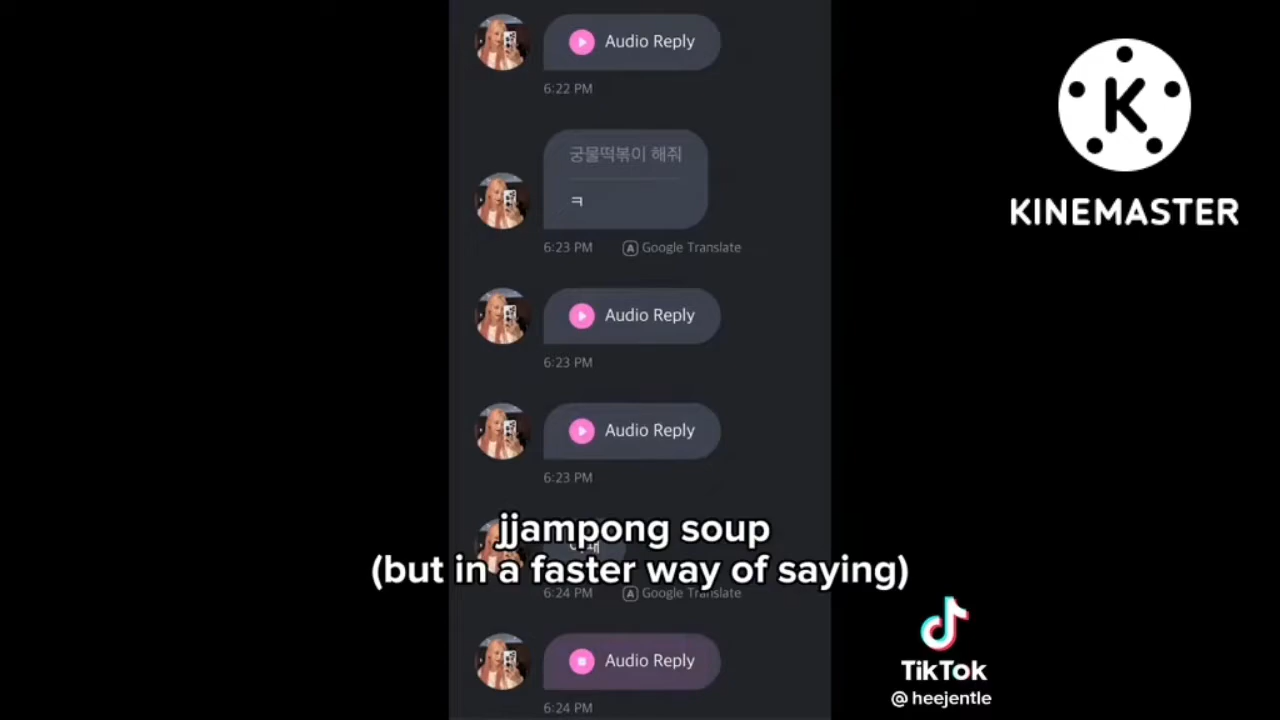 Audio Reply
6:22 PM
궁물떡볶이 해줘
ㅋ
6:23 PM A Google Translate
Audio Reply
6:23 PM
Audio Reply
6:23 PM
jjampong soup
(but in a faster way of saying)
6:24 PM A Google Translate
Audio Reply
6:24 PM
K
KINEMASTER
TikTok
@heejentle